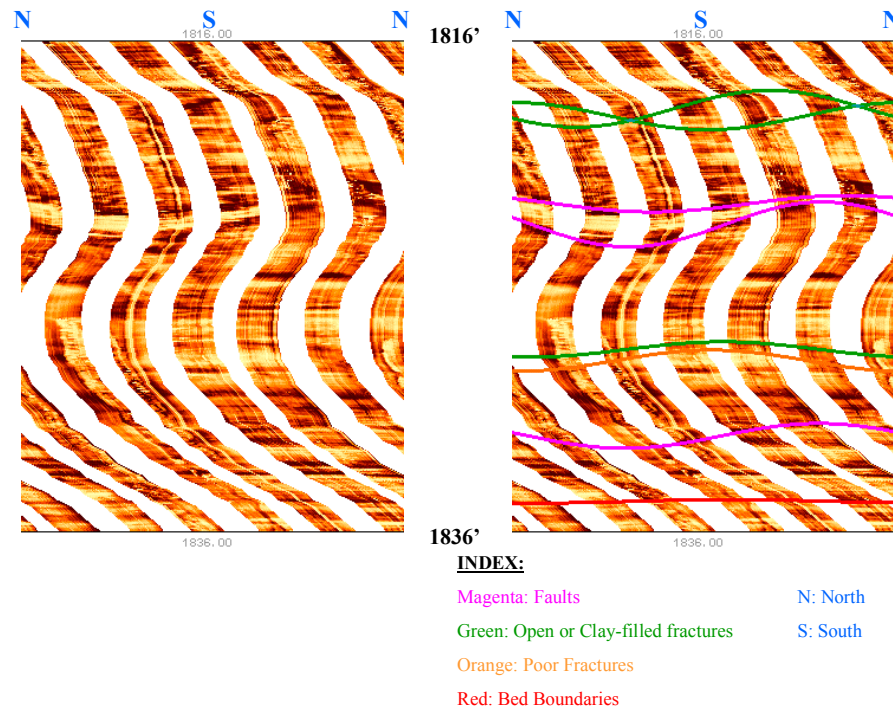 N S N N S N
1816.00 1816' 1816.00
1836.00 1836' 1836.00
INDEX:
Magenta: Faults N: North
Green: Open or Clay-filled fractures S: South
Orange: Poor Fractures
Red: Bed Boundaries